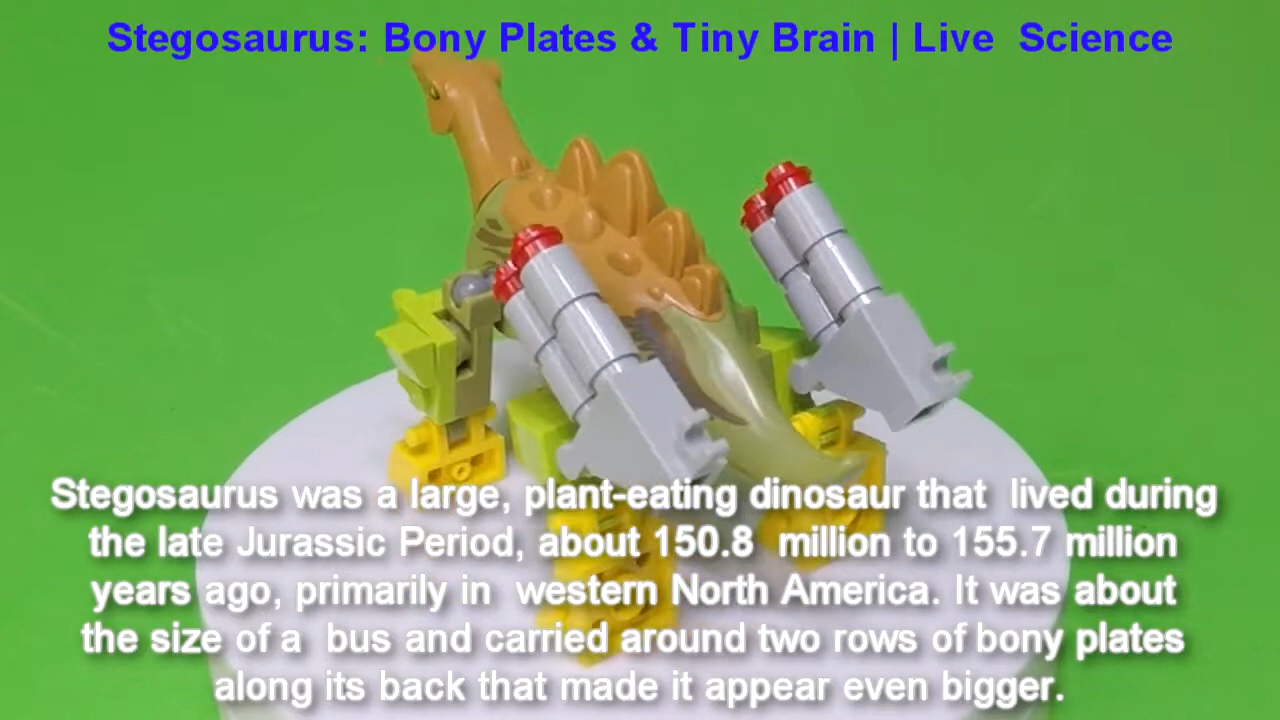 Stegosaurus: Bony Plates & Tiny Brain | Live Science
Stegosaurus was a large, plant-eating dinosaur that lived during
the late Jurassic Period, about 150.8 million to 155.7 million
years ago, primarily in western North America. It was about
the size of a bus and carried around two rows of bony plates
along its back that made it appear even bigger.